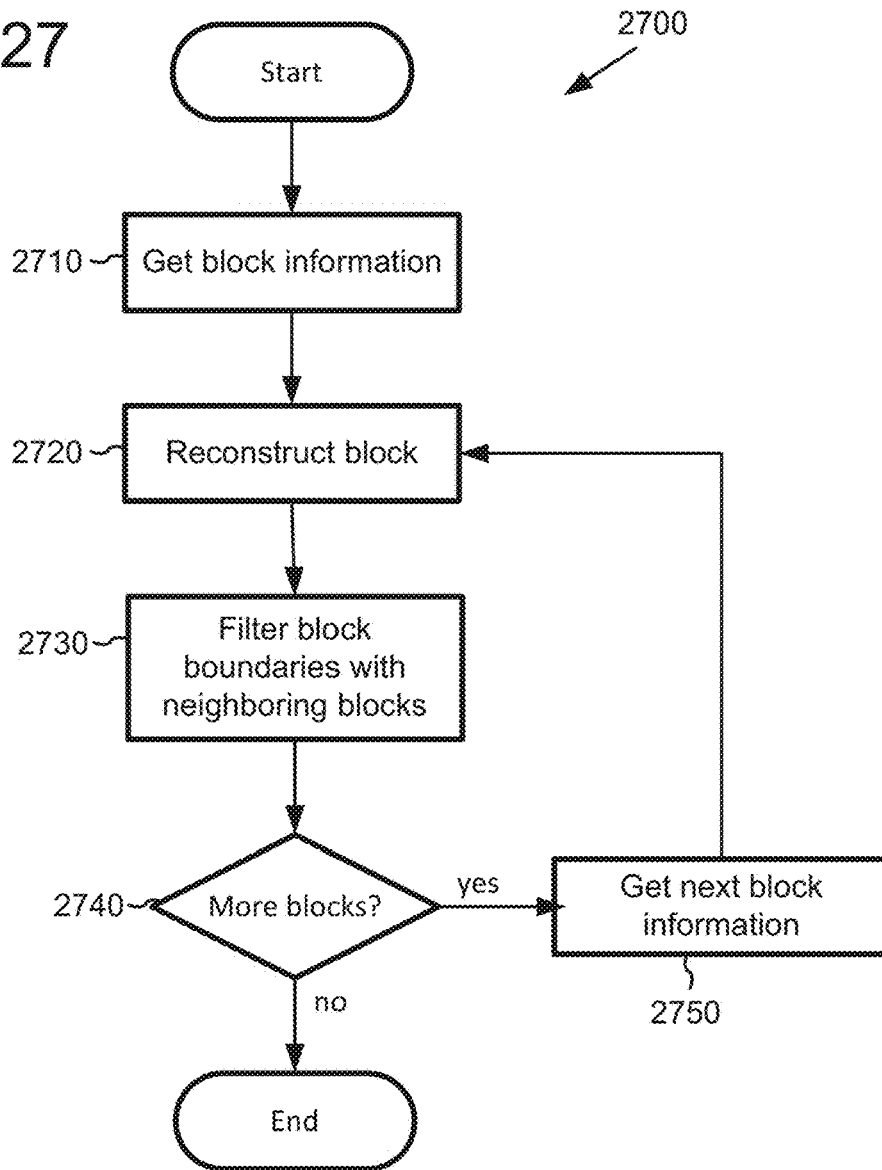 27
2700
Start
2710
Get block information
2720
Reconstruct block
2730
Filter block
boundaries with
neighboring blocks
2740
More blocks?
yes
Get next block
information
2750
no
End